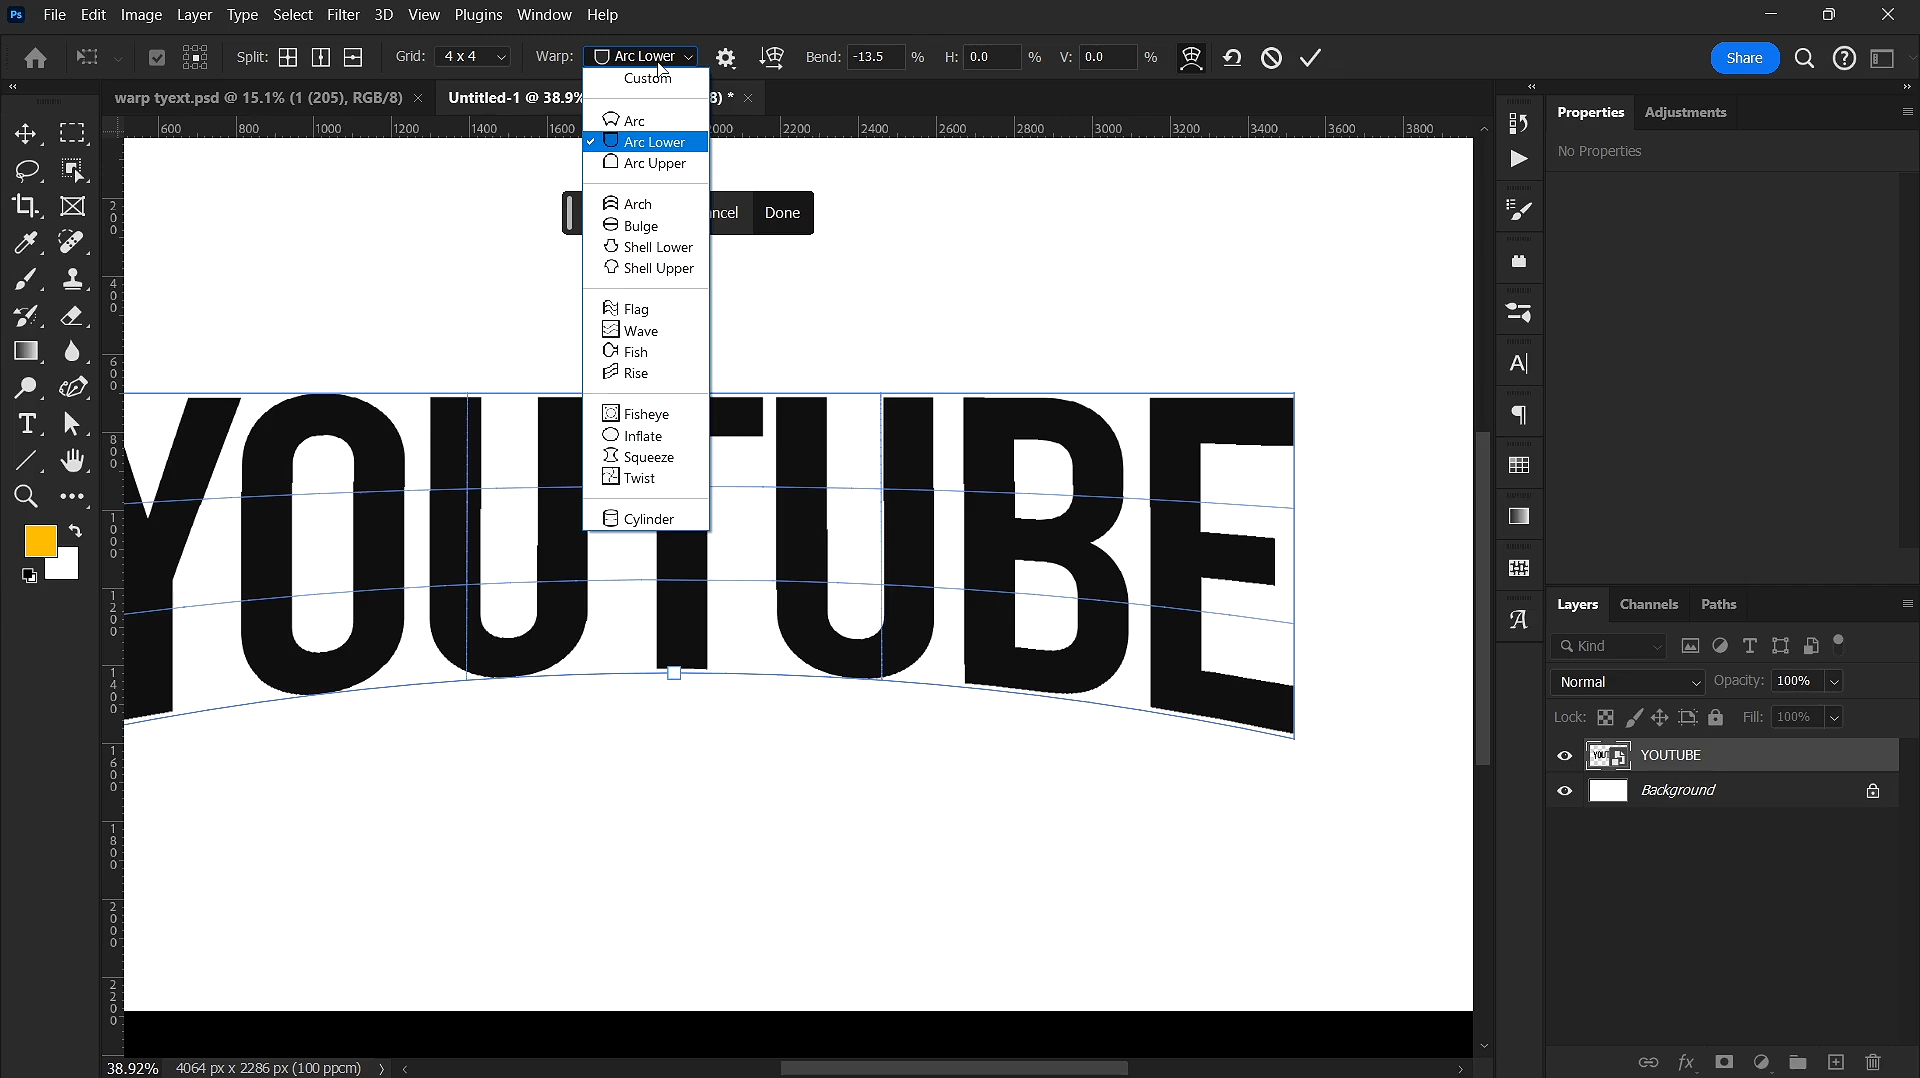 Ps File Edit Image Layer Type Select Filter 3D View Plugins Window Help
Split: Grid: 4 x 4 Warp: Arc Lower Bend: -13.5 % H: 0.0 % V: 0.0 % Share
warp tyext.psd @ 15.1% (1 (205), RGB/8) × Untitled-1 @ 38.9% 8) * ×
600 800 1000 1200 1400 1600 2000 2200 2400 2600 2800 3000 3200 3400 3600 3800
Custom
Arc
Arc Lower
Arc Upper
Arch
Bulge
Shell Lower
Shell Upper
Flag
Wave
Fish
Rise
Fisheye
Inflate
Squeeze
Twist
Cylinder
ncel Done
200
400
600
800
1000
1200
1400
1600
1800
2000
2200
YOUTUBE
Properties Adjustments
No Properties
Layers Channels Paths
Kind
Normal Opacity: 100%
Lock: Fill: 100%
YOUTUBE
Background
38.92% 4064 px x 2286 px (100 ppcm)